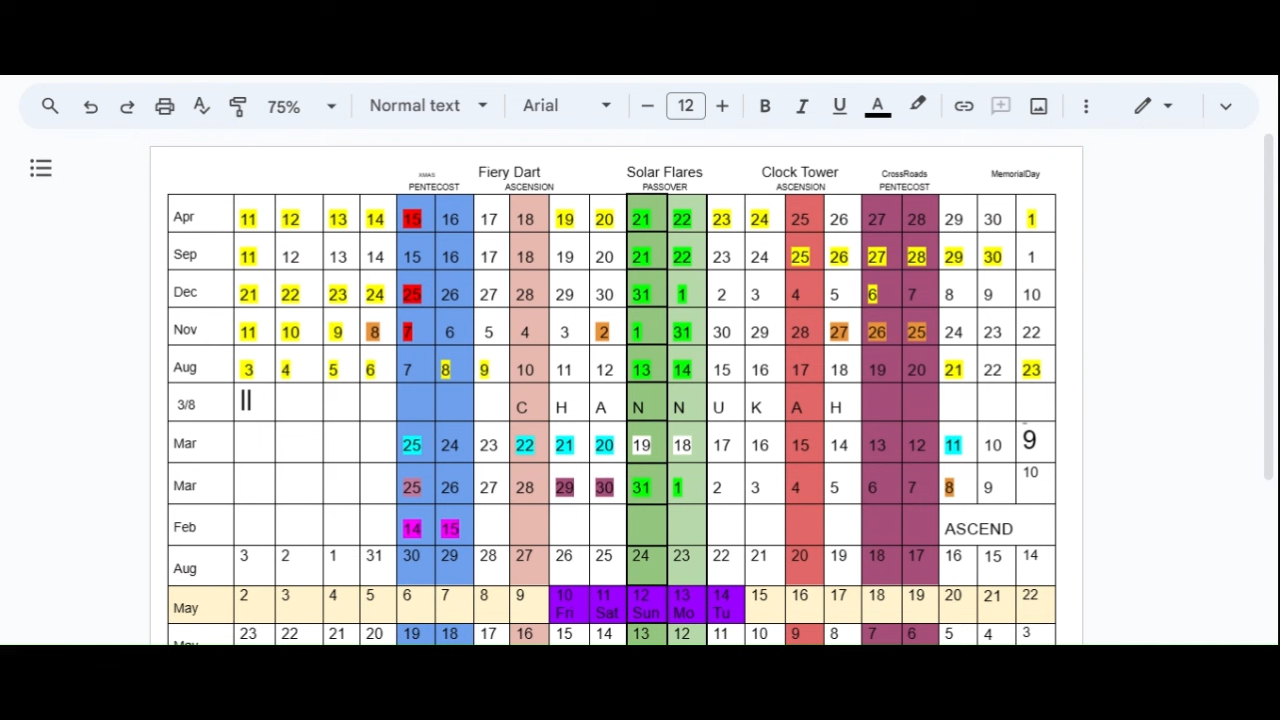 75% Normal text Arial 12 B I U A
XMAS Fiery Dart Solar Flares Clock Tower CrossRoads MemorialDay
PENTECOST ASCENSION PASSOVER ASCENSION PENTECOST
Apr 11 12 13 14 15 16 17 18 19 20 21 22 23 24 25 26 27 28 29 30 1
Sep 11 12 13 14 15 16 17 18 19 20 21 22 23 24 25 26 27 28 29 30 1
Dec 21 22 23 24 25 26 27 28 29 30 31 1 2 3 4 5 6 7 8 9 10
Nov 11 10 9 8 7 6 5 4 3 2 1 31 30 29 28 27 26 25 24 23 22
Aug 3 4 5 6 7 8 9 10 11 12 13 14 15 16 17 18 19 20 21 22 23
3/8 II C H A N N U K A H
Mar 25 24 23 22 21 20 19 18 17 16 15 14 13 12 11 10 9
Mar 25 26 27 28 29 30 31 1 2 3 4 5 6 7 8 9 10
Feb 14 15 ASCEND
Aug 3 2 1 31 30 29 28 27 26 25 24 23 22 21 20 19 18 17 16 15 14
May 2 3 4 5 6 7 8 9 10 11 12 13 14 15 16 17 18 19 20 21 22
Fri Sat Sun Mo Tu
May 23 22 21 20 19 18 17 16 15 14 13 12 11 10 9 8 7 6 5 4 3